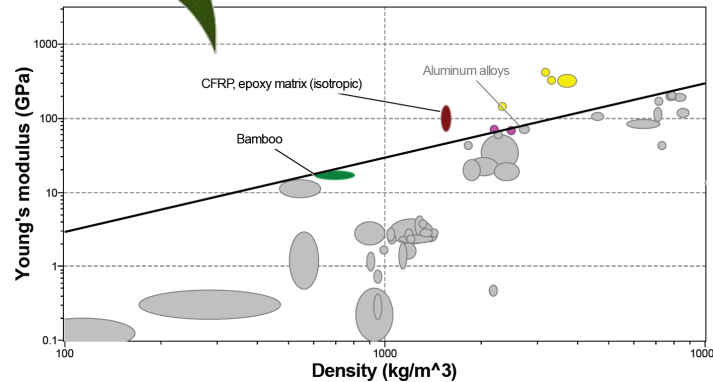 1000
CFRP, epoxy matrix (isotropic)
Aluminum alloys
100
Bamboo
10
1
0.1
Young's modulus (GPa)
100
1000
1000
Density (kg/m^3)